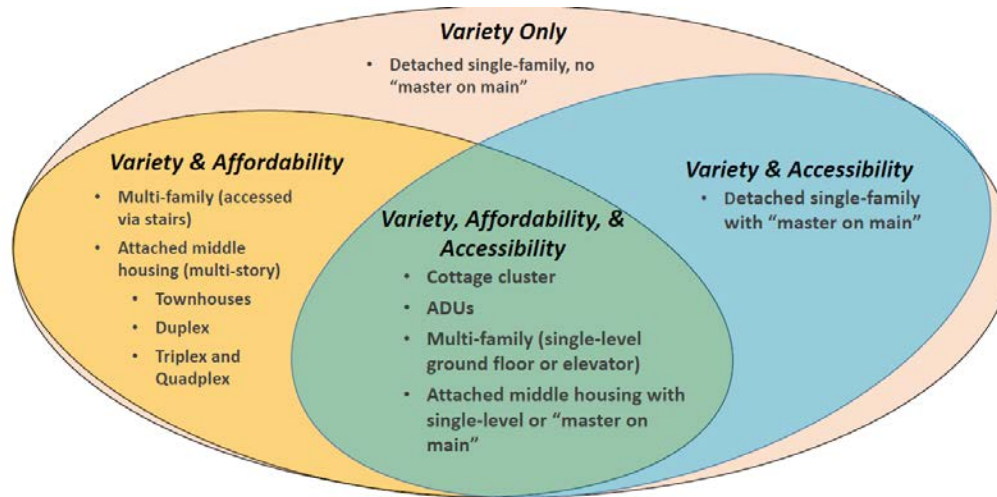 Variety Only
• Detached single-family, no
“master on main”
Variety & Affordability
• Multi-family (accessed
via stairs)
• Attached middle
housing (multi-story)
• Townhouses
• Duplex
• Triplex and
Quadplex
Variety, Affordability, &
Accessibility
• Cottage cluster
• ADUs
• Multi-family (single-level
ground floor or elevator)
• Attached middle housing with
single-level or “master on
main”
Variety & Accessibility
• Detached single-family
with “master on main”